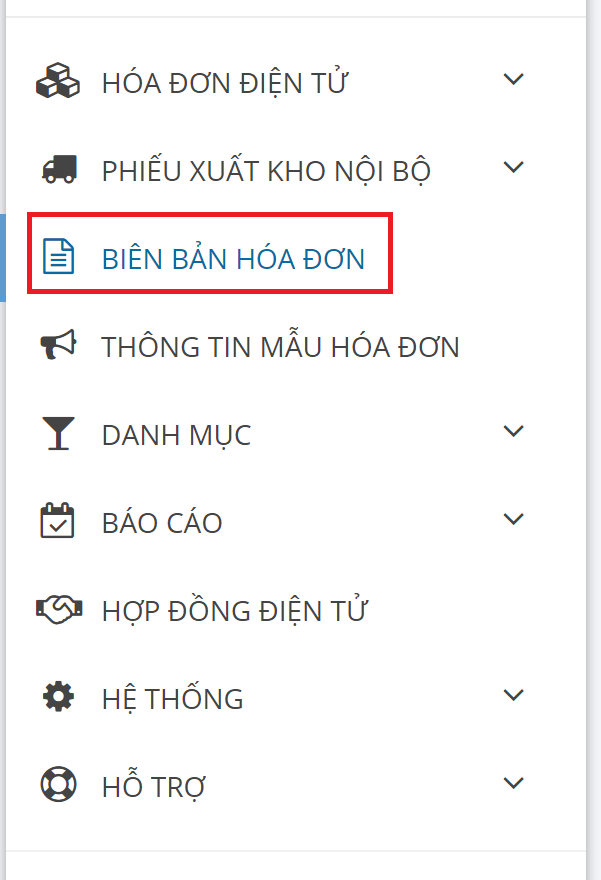 HÓA ĐƠN ĐIỆN TỬ
PHIẾU XUẤT KHO NỘI BỘ
BIÊN BẢN HÓA ĐƠN
THÔNG TIN MẪU HÓA ĐƠN
DANH MỤC
BÁO CÁO
HỢP ĐỒNG ĐIỆN TỬ
HỆ THỐNG
HỖ TRỢ